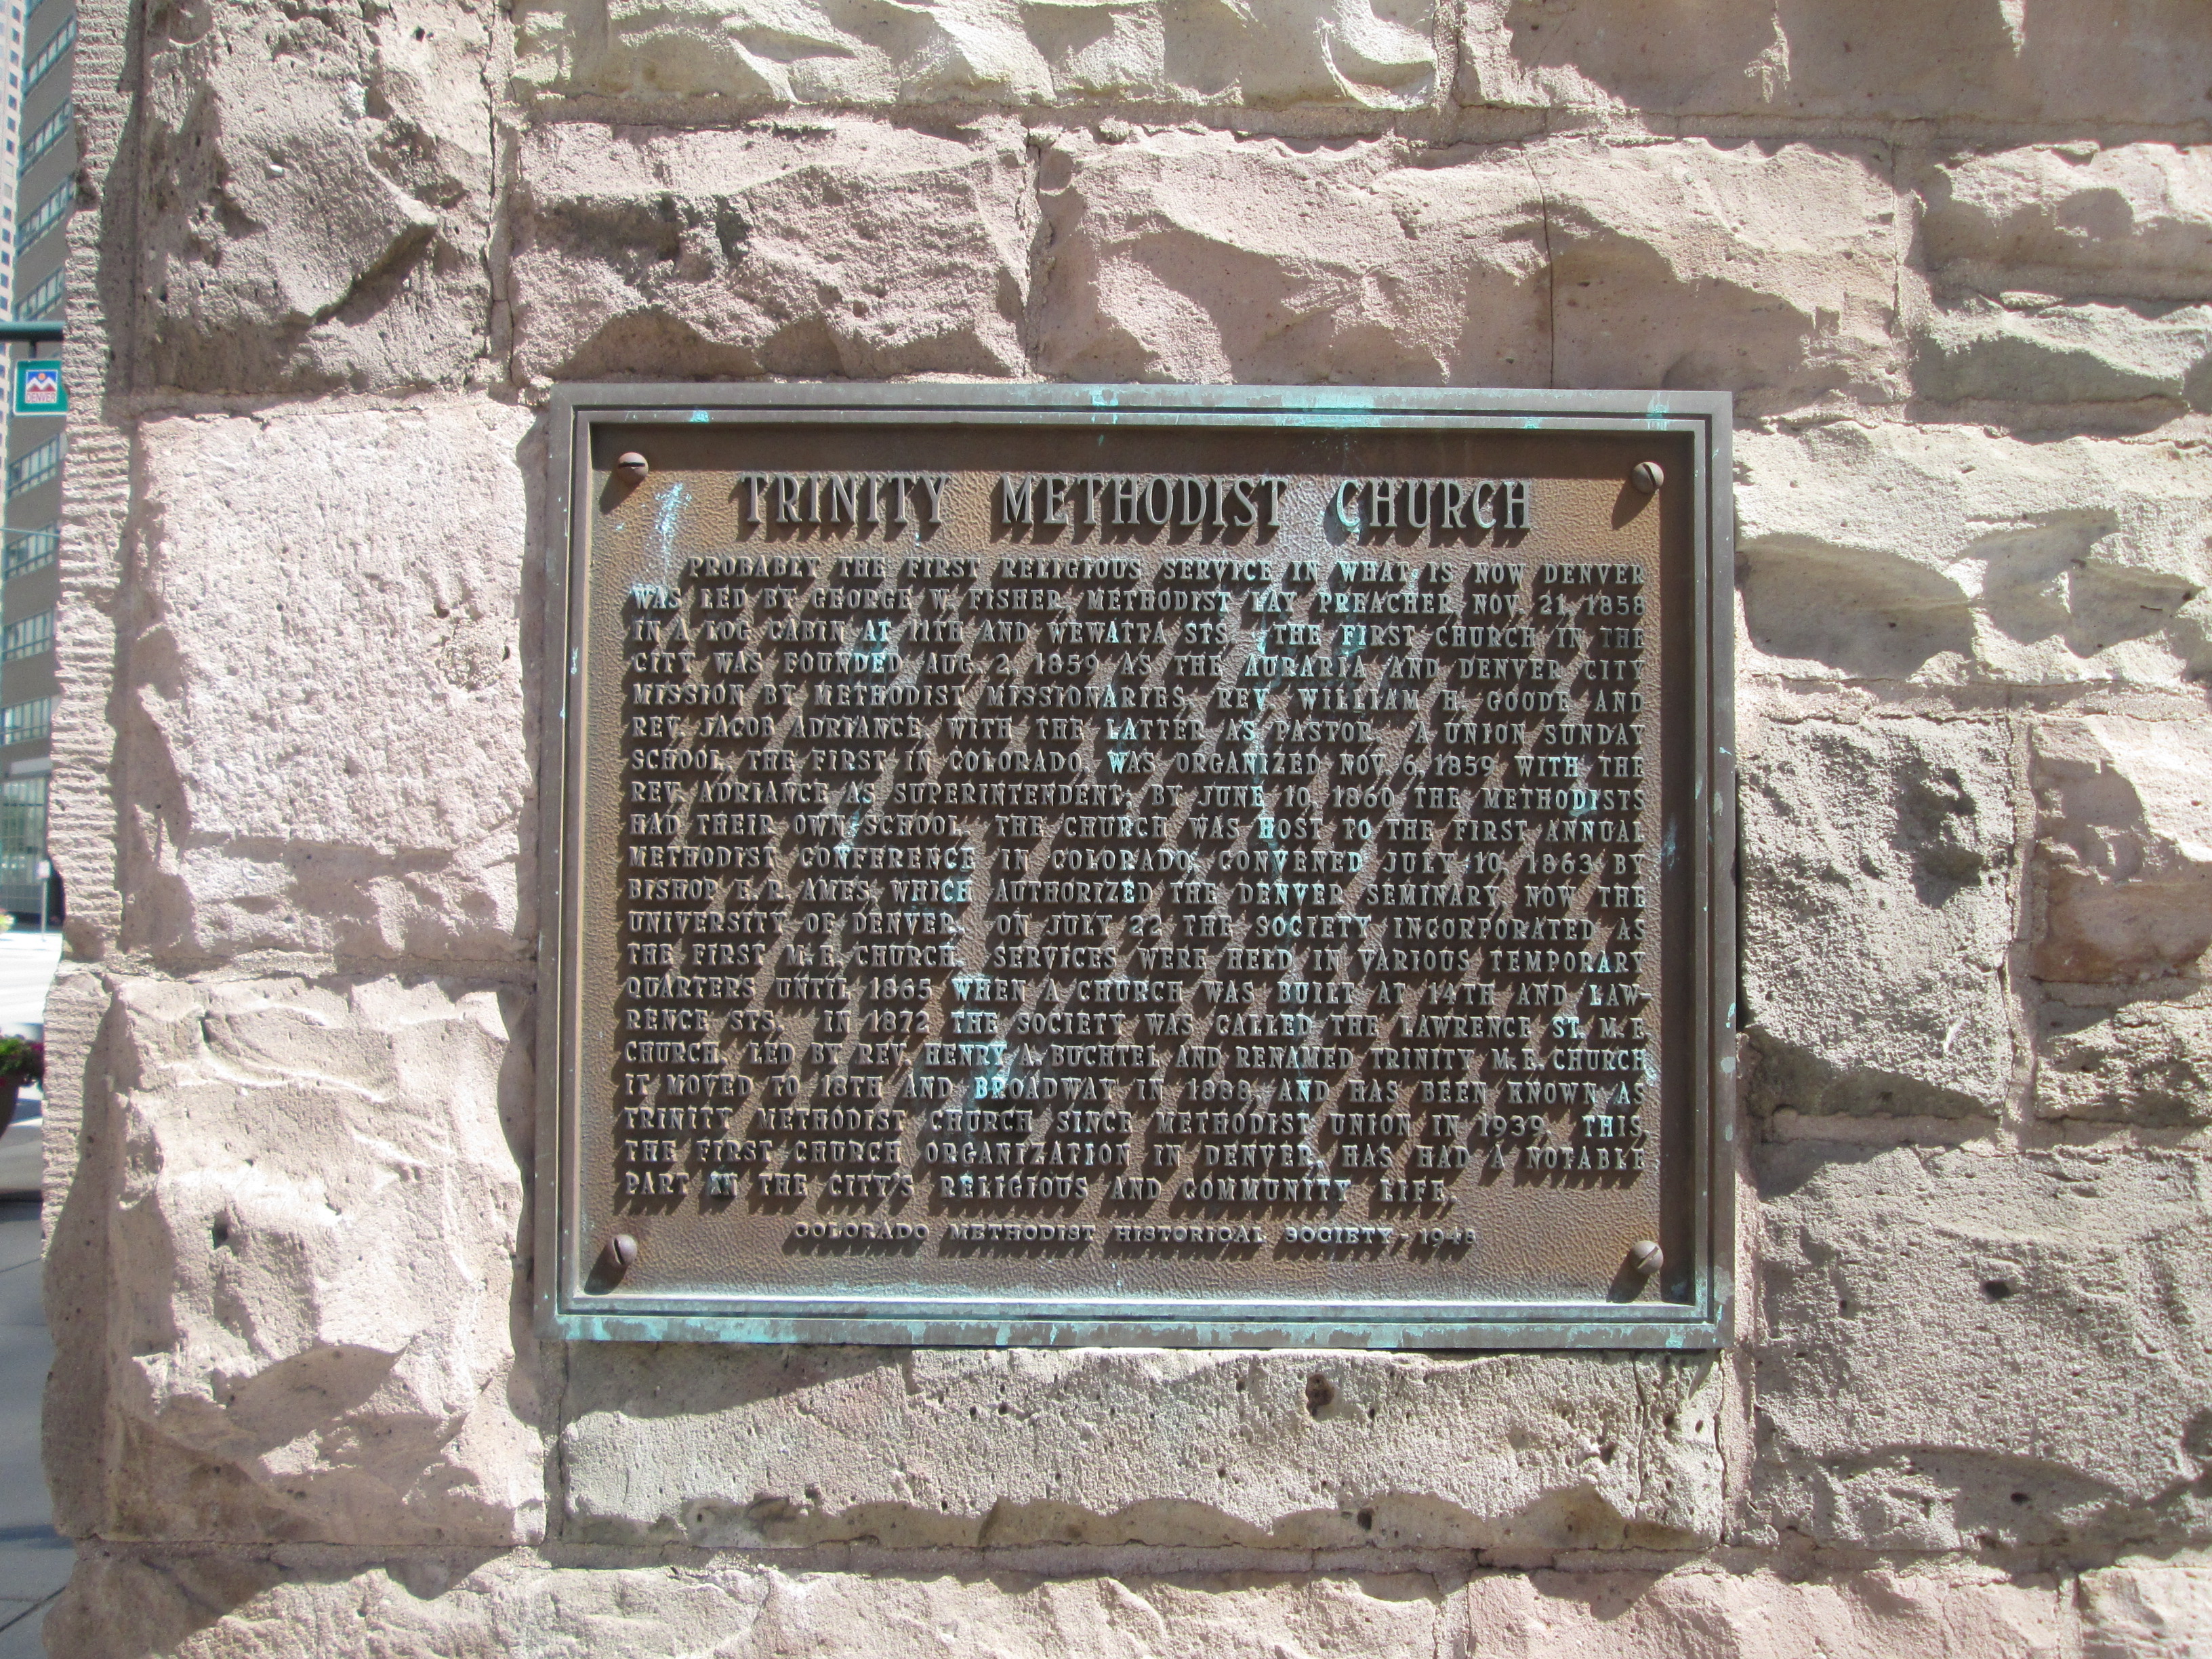 DENVER
TRINITY METHODIST CHURCH
PROBABLY THE FIRST RELIGIOUS SERVICE IN WHAT IS NOW DENVER
WAS LED BY GEORGE W. FISHER, METHODIST LAY PREACHER, NOV. 21, 1858
IN A LOG CABIN AT 11TH AND WEWATTA STS. THE FIRST CHURCH IN THE
CITY WAS FOUNDED AUG. 2, 1859 AS THE AURARIA AND DENVER CITY
MISSION BY METHODIST MISSIONARIES, REV. WILLIAM H. GOODE AND
REV. JACOB ADRIANCE, WITH THE LATTER AS PASTOR. A UNION SUNDAY
SCHOOL, THE FIRST IN COLORADO, WAS ORGANIZED NOV. 6, 1859 WITH THE
REV. ADRIANCE AS SUPERINTENDENT; BY JUNE 10, 1860 THE METHODISTS
HAD THEIR OWN SCHOOL. THE CHURCH WAS HOST TO THE FIRST ANNUAL
METHODIST CONFERENCE IN COLORADO, CONVENED JULY 10, 1863 BY
BISHOP E. R. AMES, WHICH AUTHORIZED THE DENVER SEMINARY, NOW THE
UNIVERSITY OF DENVER. ON JULY 22 THE SOCIETY INCORPORATED AS
THE FIRST M. E. CHURCH. SERVICES WERE HELD IN VARIOUS TEMPORARY
QUARTERS UNTIL 1865 WHEN A CHURCH WAS BUILT AT 14TH AND LAW-
RENCE STS. IN 1872 THE SOCIETY WAS CALLED THE LAWRENCE ST. M. E.
CHURCH. LED BY REV. HENRY A. BUCHTEL AND RENAMED TRINITY M. E. CHURCH
IT MOVED TO 18TH AND BROADWAY IN 1888, AND HAS BEEN KNOWN AS
TRINITY METHODIST CHURCH SINCE METHODIST UNION IN 1939. THIS,
THE FIRST CHURCH ORGANIZATION IN DENVER, HAS HAD A NOTABLE
PART IN THE CITY'S RELIGIOUS AND COMMUNITY LIFE.
COLORADO METHODIST HISTORICAL SOCIETY - 1948